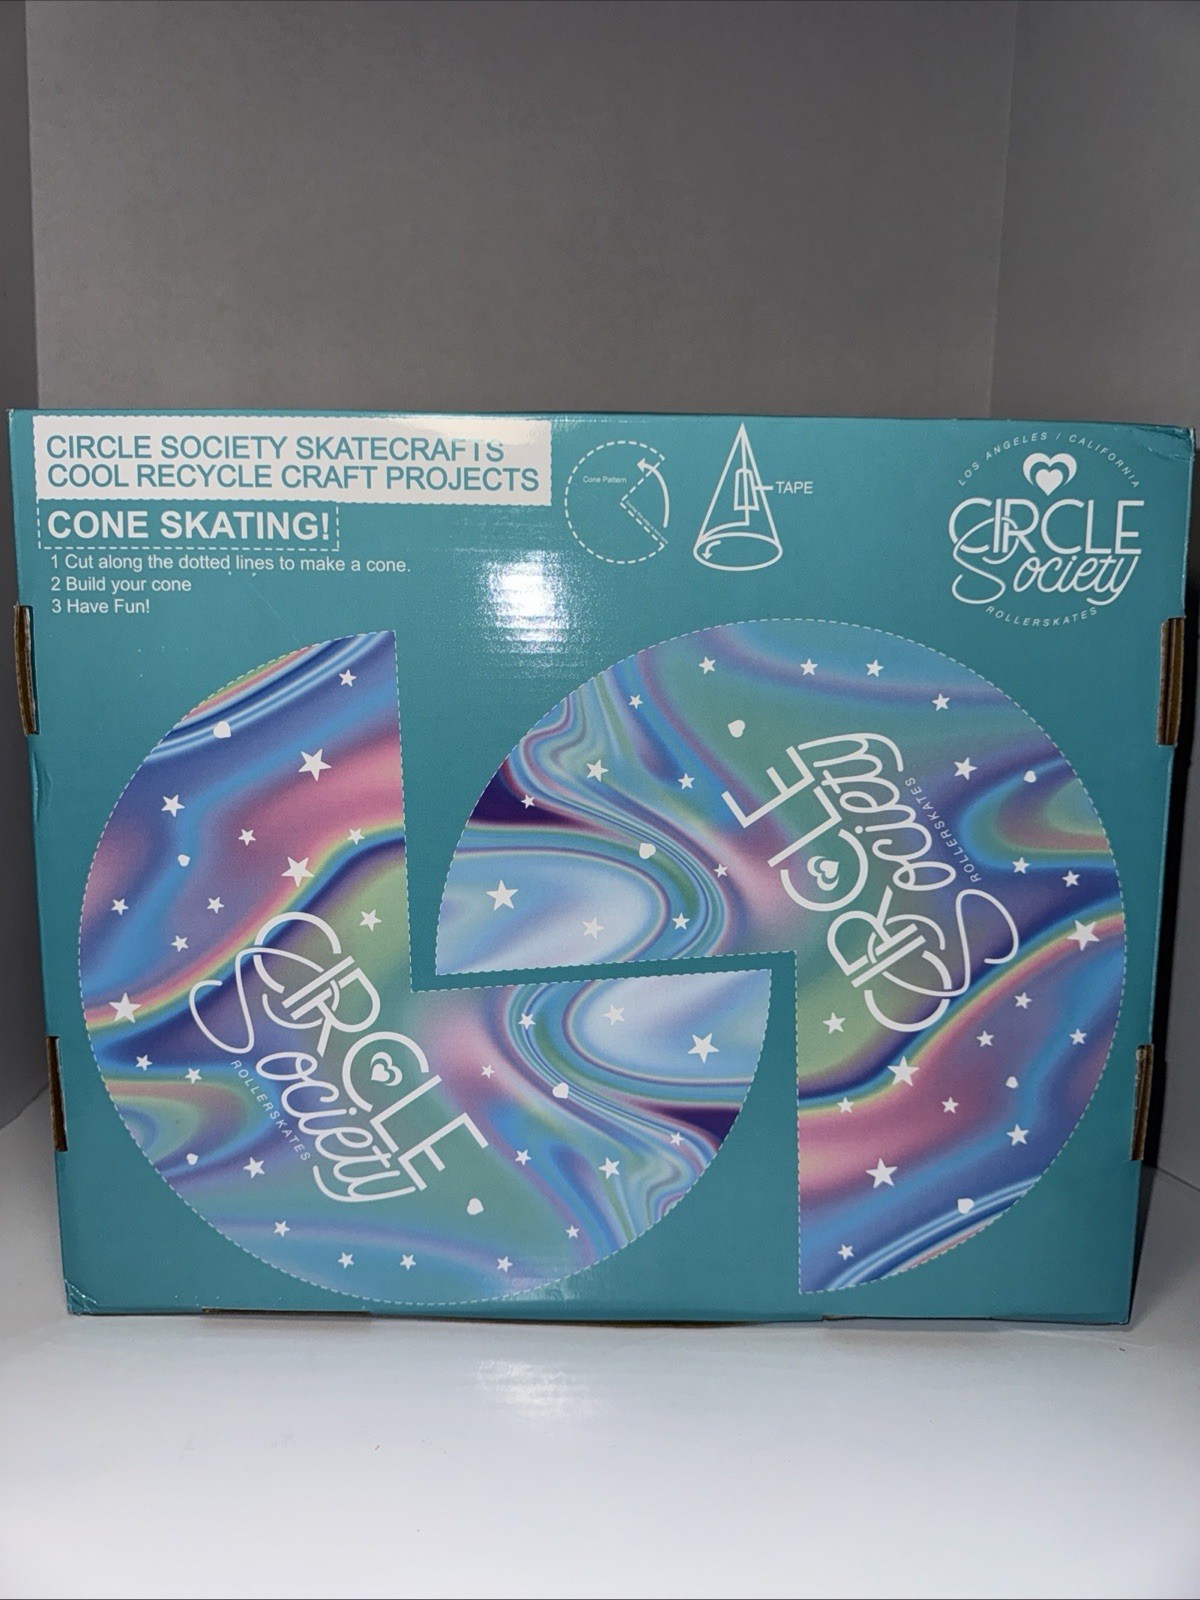 CIRCLE SOCIETY SKATECRAFTS
COOL RECYCLE CRAFT PROJECTS
CONE SKATING!
1 Cut along the dotted lines to make a cone.
2 Build your cone
3 Have Fun!
Cone Pattern
TAPE
LOS ANGELES / CALIFORNIA
CIRCLE
Society
ROLLERSKATES
CIRCLE
Society
ROLLERSKATES
CIRCLE
Society
ROLLERSKATES